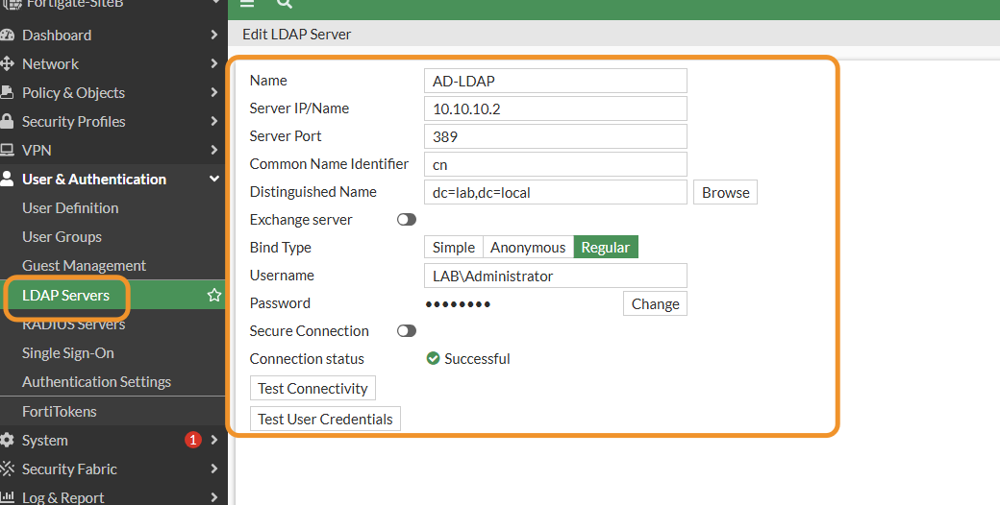 Fortigate-SiteB
Dashboard
Network
Policy & Objects
Security Profiles
VPN
User & Authentication
User Definition
User Groups
Guest Management
LDAP Servers
RADIUS Servers
Single Sign-On
Authentication Settings
FortiTokens
System 1
Security Fabric
Log & Report
Edit LDAP Server
Name AD-LDAP
Server IP/Name 10.10.10.2
Server Port 389
Common Name Identifier cn
Distinguished Name dc=lab,dc=local Browse
Exchange server
Bind Type Simple Anonymous Regular
Username LAB\Administrator
Password •••••••• Change
Secure Connection
Connection status Successful
Test Connectivity
Test User Credentials